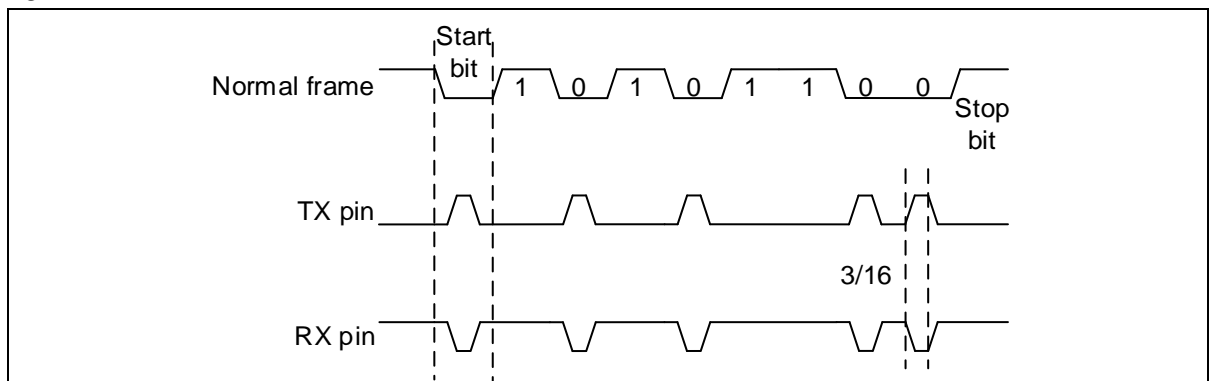 Start
bit
Normal frame
1 0 1 0 1 1 0 0
Stop
bit
TX pin
3/16
RX pin